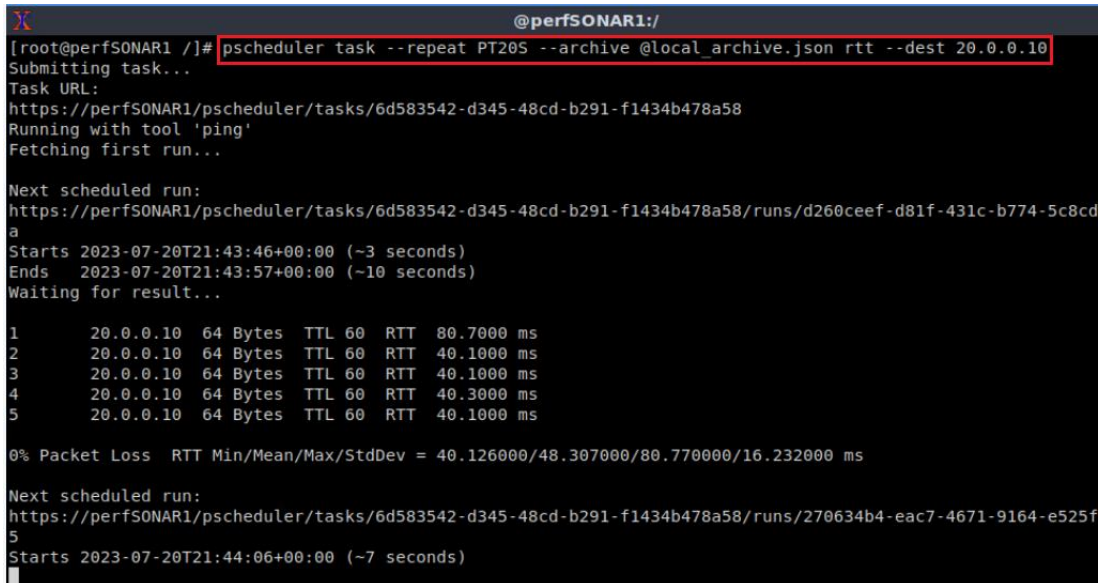 @perfSONAR1:/
[root@perfSONAR1 /]# pscheduler task --repeat PT20S --archive @local_archive.json rtt --dest 20.0.0.10
Submitting task...
Task URL:
https://perfSONAR1/pscheduler/tasks/6d583542-d345-48cd-b291-f1434b478a58
Running with tool 'ping'
Fetching first run...
Next scheduled run:
https://perfSONAR1/pscheduler/tasks/6d583542-d345-48cd-b291-f1434b478a58/runs/d260ceef-d81f-431c-b774-5c8cd
a
Starts 2023-07-20T21:43:46+00:00 (~3 seconds)
Ends   2023-07-20T21:43:57+00:00 (~10 seconds)
Waiting for result...
1       20.0.0.10  64 Bytes  TTL 60  RTT  80.7000 ms
2       20.0.0.10  64 Bytes  TTL 60  RTT  40.1000 ms
3       20.0.0.10  64 Bytes  TTL 60  RTT  40.1000 ms
4       20.0.0.10  64 Bytes  TTL 60  RTT  40.3000 ms
5       20.0.0.10  64 Bytes  TTL 60  RTT  40.1000 ms
0% Packet Loss  RTT Min/Mean/Max/StdDev = 40.126000/48.307000/80.770000/16.232000 ms
Next scheduled run:
https://perfSONAR1/pscheduler/tasks/6d583542-d345-48cd-b291-f1434b478a58/runs/270634b4-eac7-4671-9164-e525f
5
Starts 2023-07-20T21:44:06+00:00 (~7 seconds)